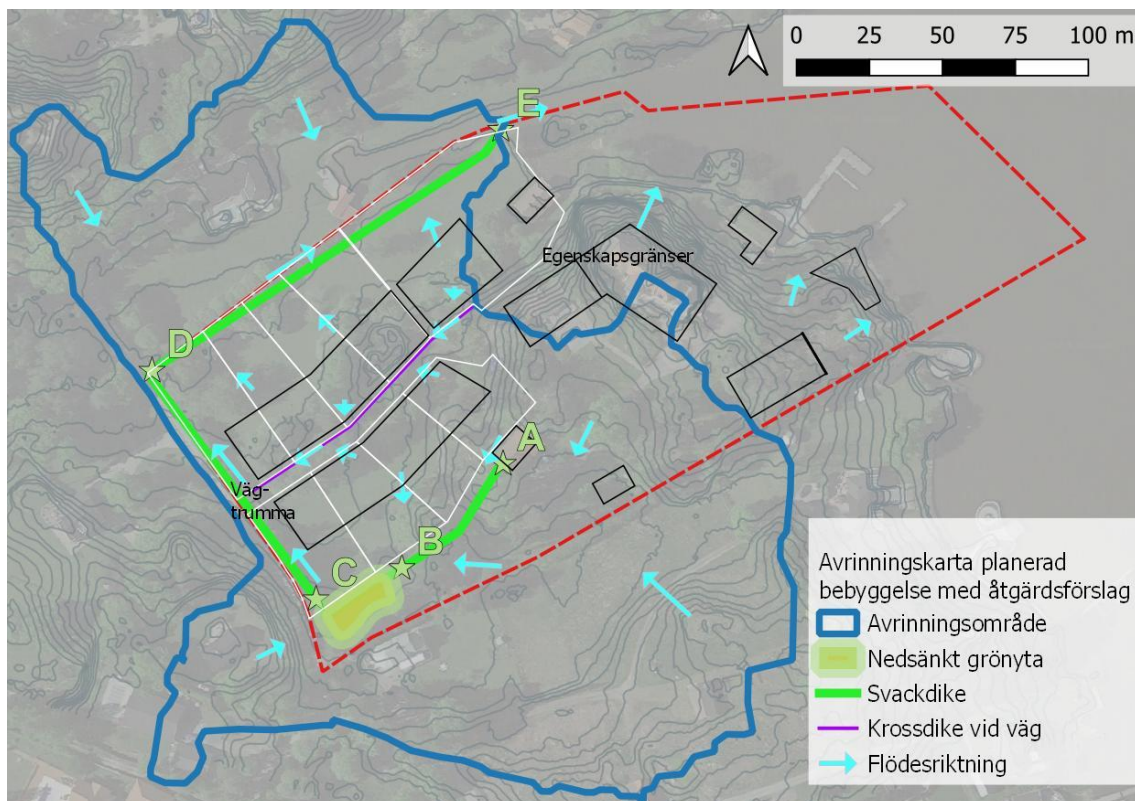 0 25 50 75 100 m
E
Egenskapsgränser
D
A
Väg-
trumma
B
C
Avrinningskarta planerad
bebyggelse med åtgärdsförslag
Avrinningsområde
Nedsänkt grönyta
Svackdike
Krossdike vid väg
Flödesriktning